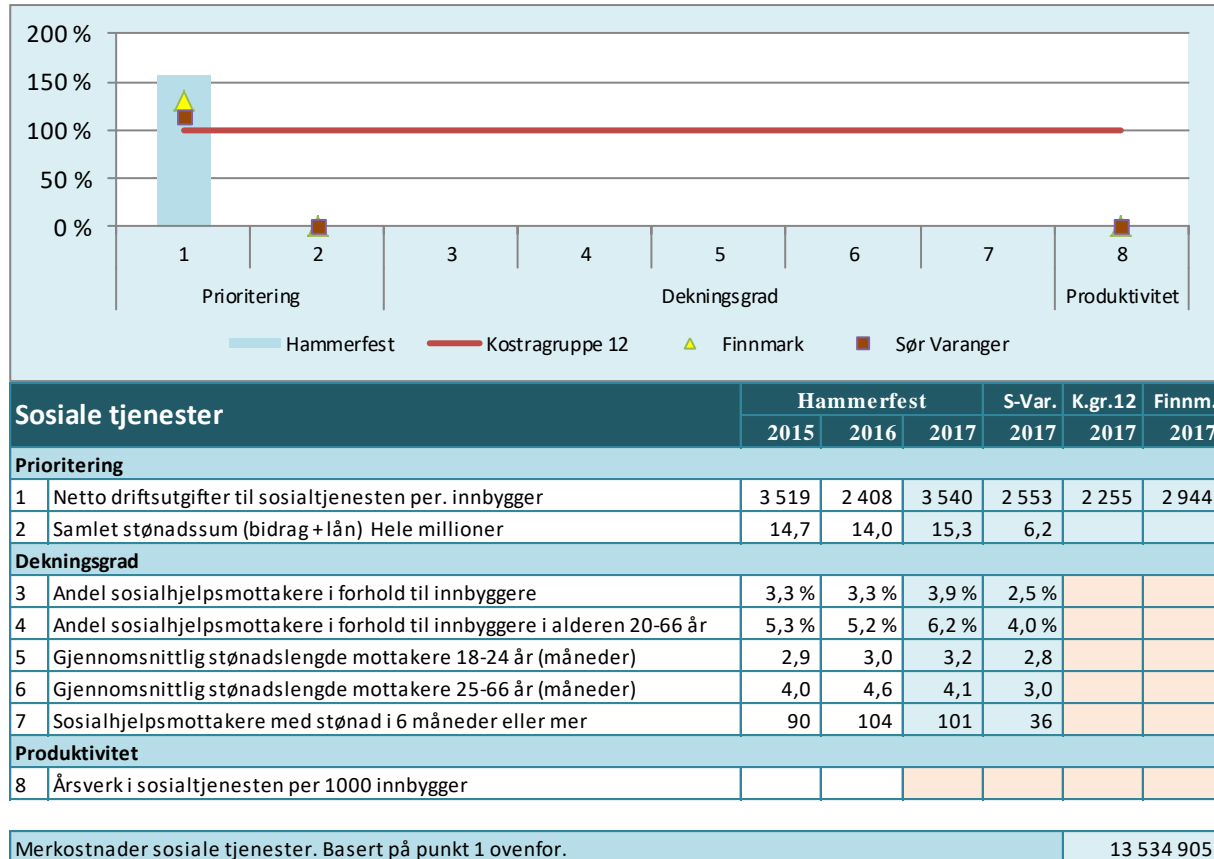 200 %
150 %
100 %
50 %
0 %
1 2 3 4 5 6 7 8
Prioritering Dekningsgrad Produktivitet
Hammerfest Kostragruppe 12 Finnmark Sør Varanger
Sosiale tjenester Hammerfest S-Var. K.gr.12 Finnm.
2015 2016 2017 2017 2017 2017
Prioritering
1 Netto driftsutgifter til sosialtjenesten per. innbygger 3 519 2 408 3 540 2 553 2 255 2 944
2 Samlet stønadssum (bidrag + lån) Hele millioner 14,7 14,0 15,3 6,2
Dekningsgrad
3 Andel sosialhjelpsmottakere i forhold til innbyggere 3,3 % 3,3 % 3,9 % 2,5 %
4 Andel sosialhjelpsmottakere i forhold til innbyggere i alderen 20-66 år 5,3 % 5,2 % 6,2 % 4,0 %
5 Gjennomsnittlig stønadslengde mottakere 18-24 år (måneder) 2,9 3,0 3,2 2,8
6 Gjennomsnittlig stønadslengde mottakere 25-66 år (måneder) 4,0 4,6 4,1 3,0
7 Sosialhjelpsmottakere med stønad i 6 måneder eller mer 90 104 101 36
Produktivitet
8 Årsverk i sosialtjenesten per 1000 innbygger
Merkostnader sosiale tjenester. Basert på punkt 1 ovenfor. 13 534 905